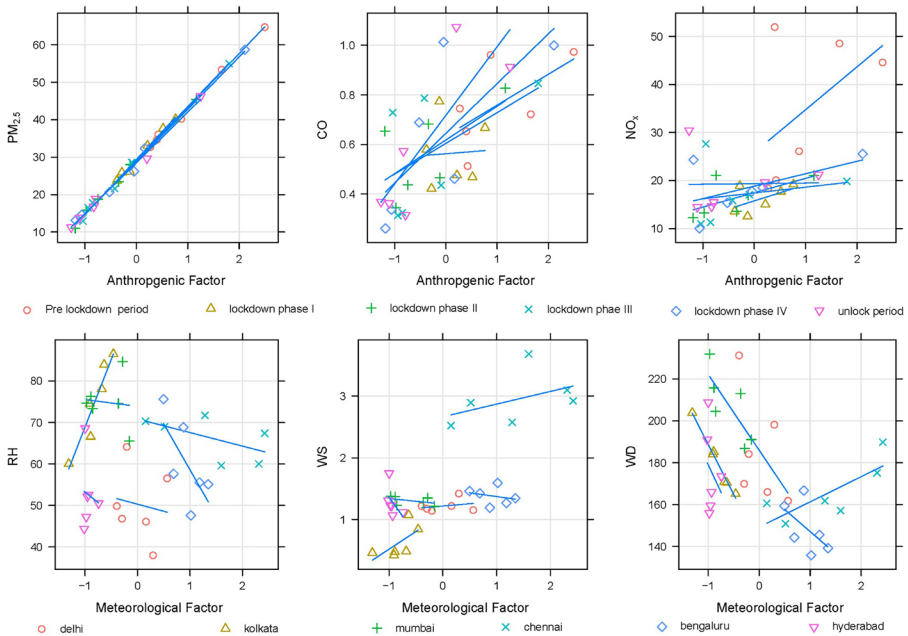 60
50
40
30
20
10
PM2.5
−1
0
1
2
Anthropgenic Factor
1.0
0.8
0.6
0.4
CO
−1
0
1
2
Anthropgenic Factor
50
40
30
20
10
NOx
−1
0
1
2
Anthropgenic Factor
Pre lockdown period
lockdown phase I
lockdown phase II
lockdown phae III
lockdown phase IV
unlock period
80
70
60
50
40
RH
−1
0
1
2
Meteorological Factor
3
2
1
WS
−1
0
1
2
Meteorological Factor
220
200
180
160
140
WD
−1
0
1
2
Meteorological Factor
delhi
kolkata
mumbai
chennai
bengaluru
hyderabad